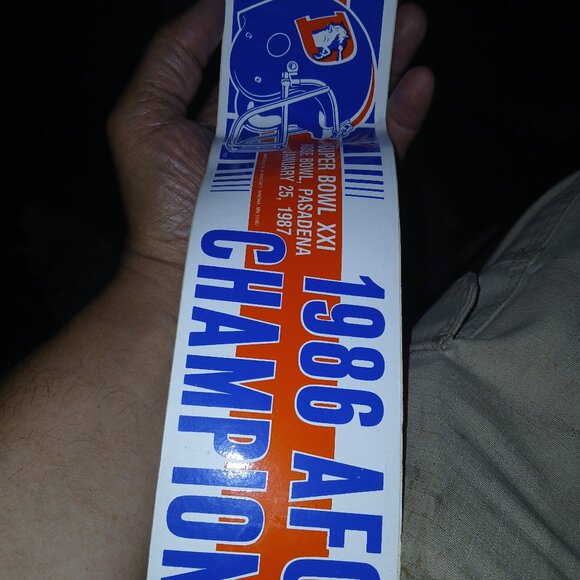 SUPER BOWL XXI
ROSE BOWL, PASADENA
JANUARY 25, 1987
1986 AFC
CHAMPION